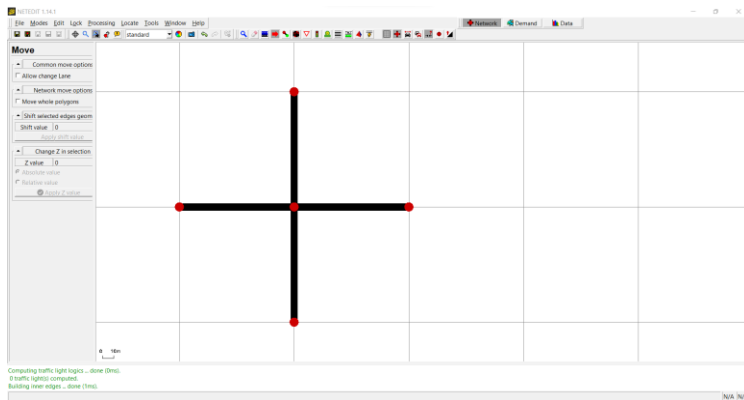 NETEDIT 1.14.1
File Modes Edit Lock Processing Locate Tools Window Help
Network Demand Data
standard
Move
Common move options
Allow change Lane
Network move options
Move whole polygons
Shift selected edges geom
Shift value 0
Apply shift value
Change Z in selection
Z value 0
Absolute value
Relative value
Apply Z value
0 10m
Computing traffic light logics ... done (0ms).
0 traffic light(s) computed.
Building inner edges ... done (1ms).
N/A N/